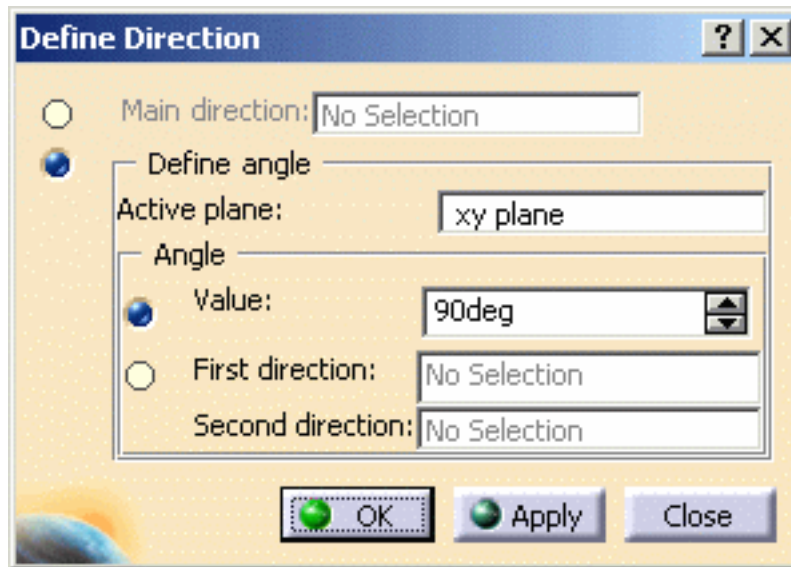 Define Direction
Main direction: No Selection
Define angle
Active plane: xy plane
Angle
Value: 90deg
First direction: No Selection
Second direction: No Selection
OK Apply Close